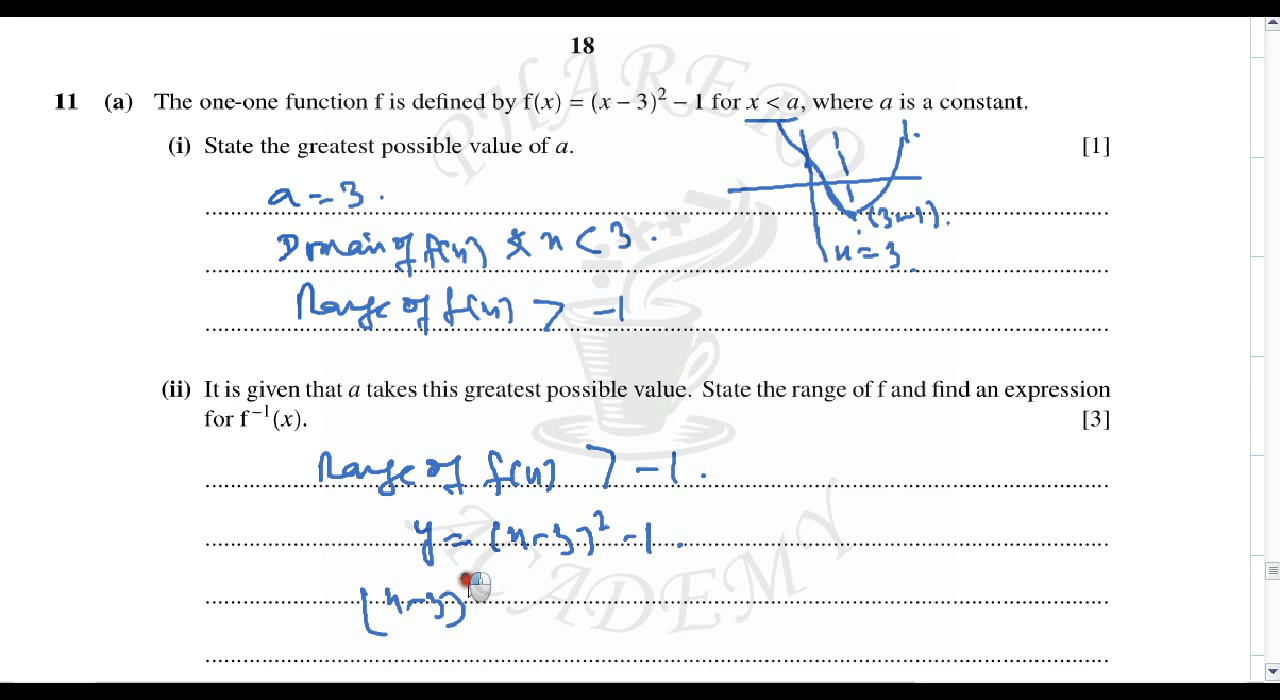 18
11 (a) The one-one function f is defined by f(x) = (x − 3)² − 1 for x < a, where a is a constant.
(i) State the greatest possible value of a. [1]
a = 3.
(3, -1).
Domain of f(x) x < 3.
x = 3
Range of f(x) > -1
(ii) It is given that a takes this greatest possible value. State the range of f and find an expression
for f⁻¹(x). [3]
Range of f(x) > -1.
y = (x-3)² -1.
(x-3)
PHARERO
ACADEMY